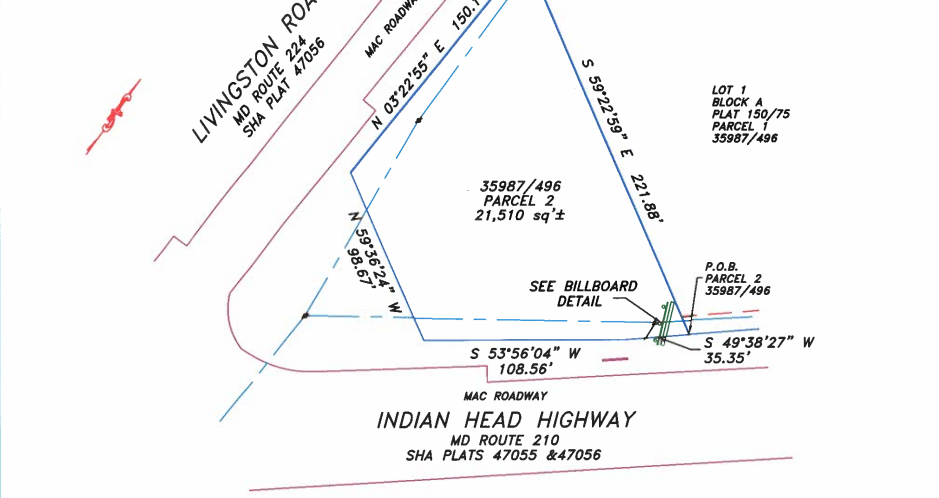 LIVINGSTON ROA
MD ROUTE 224
SHA PLAT 47056
MAC ROADWA
N 03°22'55" E 150.1
S 59°22'59" E 221.88'
LOT 1
BLOCK A
PLAT 150/75
PARCEL 1
35987/496
35987/496
PARCEL 2
21,510 sq'±
N 59°36'24" W
98.67'
P.O.B.
PARCEL 2
35987/496
SEE BILLBOARD
DETAIL
S 49°38'27" W
35.35'
S 53°56'04" W
108.56'
MAC ROADWAY
INDIAN HEAD HIGHWAY
MD ROUTE 210
SHA PLATS 47055 &47056